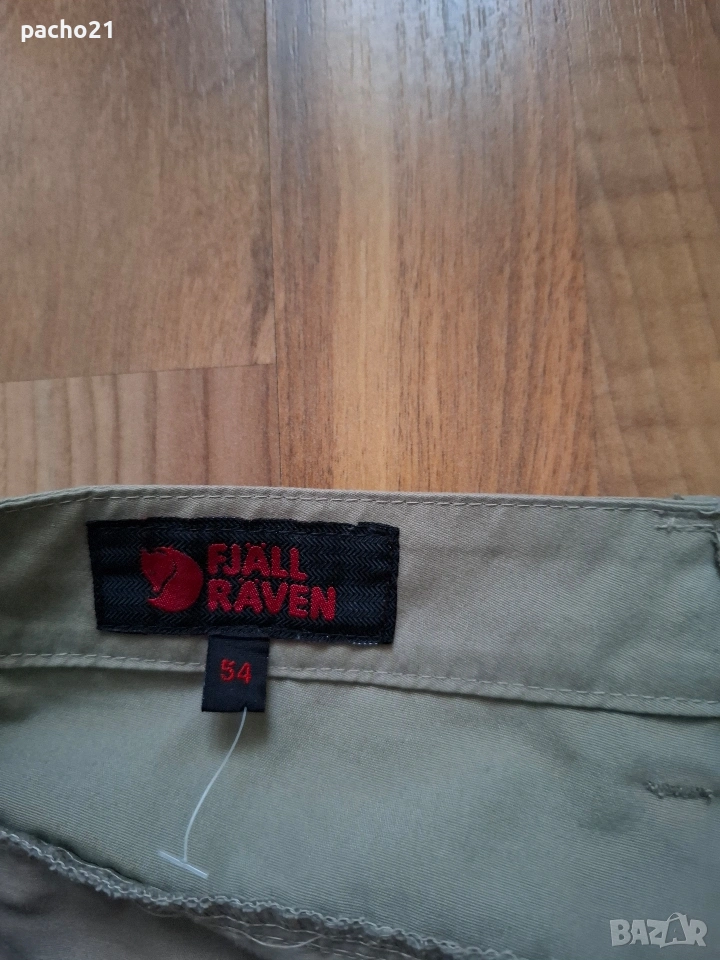 pacho21
FJÄLL
RÄVEN
54
BAZAR